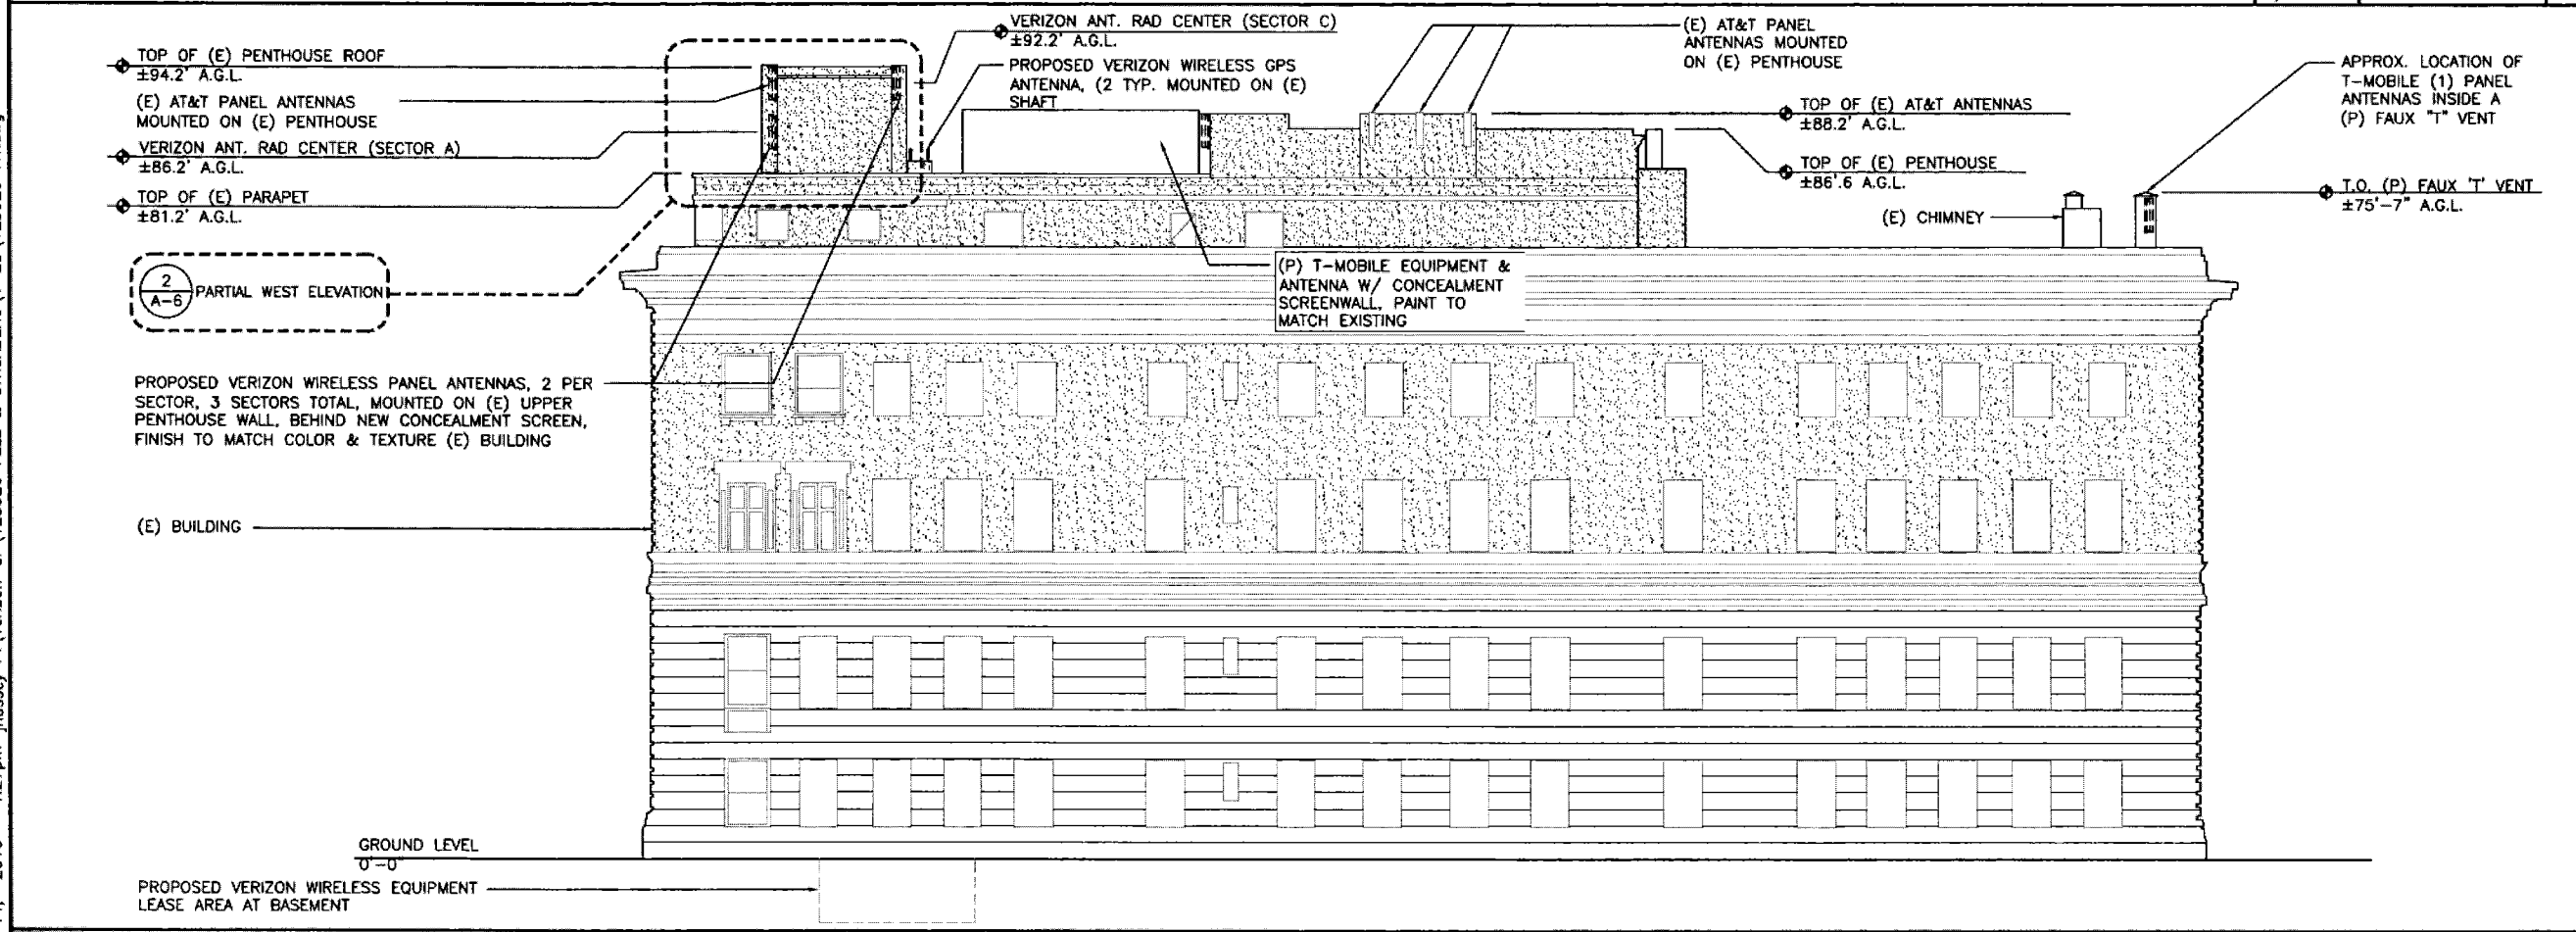 TOP OF (E) PENTHOUSE ROOF
±94.2' A.G.L.
(E) AT&T PANEL ANTENNAS
MOUNTED ON (E) PENTHOUSE
VERIZON ANT. RAD CENTER (SECTOR A)
±86.2' A.G.L.
TOP OF (E) PARAPET
±81.2' A.G.L.
2
A-6
PARTIAL WEST ELEVATION
PROPOSED VERIZON WIRELESS PANEL ANTENNAS, 2 PER
SECTOR, 3 SECTORS TOTAL, MOUNTED ON (E) UPPER
PENTHOUSE WALL, BEHIND NEW CONCEALMENT SCREEN,
FINISH TO MATCH COLOR & TEXTURE (E) BUILDING
(E) BUILDING
GROUND LEVEL
0'-0"
PROPOSED VERIZON WIRELESS EQUIPMENT
LEASE AREA AT BASEMENT
VERIZON ANT. RAD CENTER (SECTOR C)
±92.2' A.G.L.
PROPOSED VERIZON WIRELESS GPS
ANTENNA, (2 TYP. MOUNTED ON (E)
SHAFT
(P) T-MOBILE EQUIPMENT &
ANTENNA W/ CONCEALMENT
SCREENWALL, PAINT TO
MATCH EXISTING
(E) AT&T PANEL
ANTENNAS MOUNTED
ON (E) PENTHOUSE
TOP OF (E) AT&T ANTENNAS
±88.2' A.G.L.
TOP OF (E) PENTHOUSE
±86'.6 A.G.L.
(E) CHIMNEY
APPROX. LOCATION OF
T-MOBILE (1) PANEL
ANTENNAS INSIDE A
(P) FAUX "T" VENT
T.O. (P) FAUX 'T' VENT
±75'-7" A.G.L.